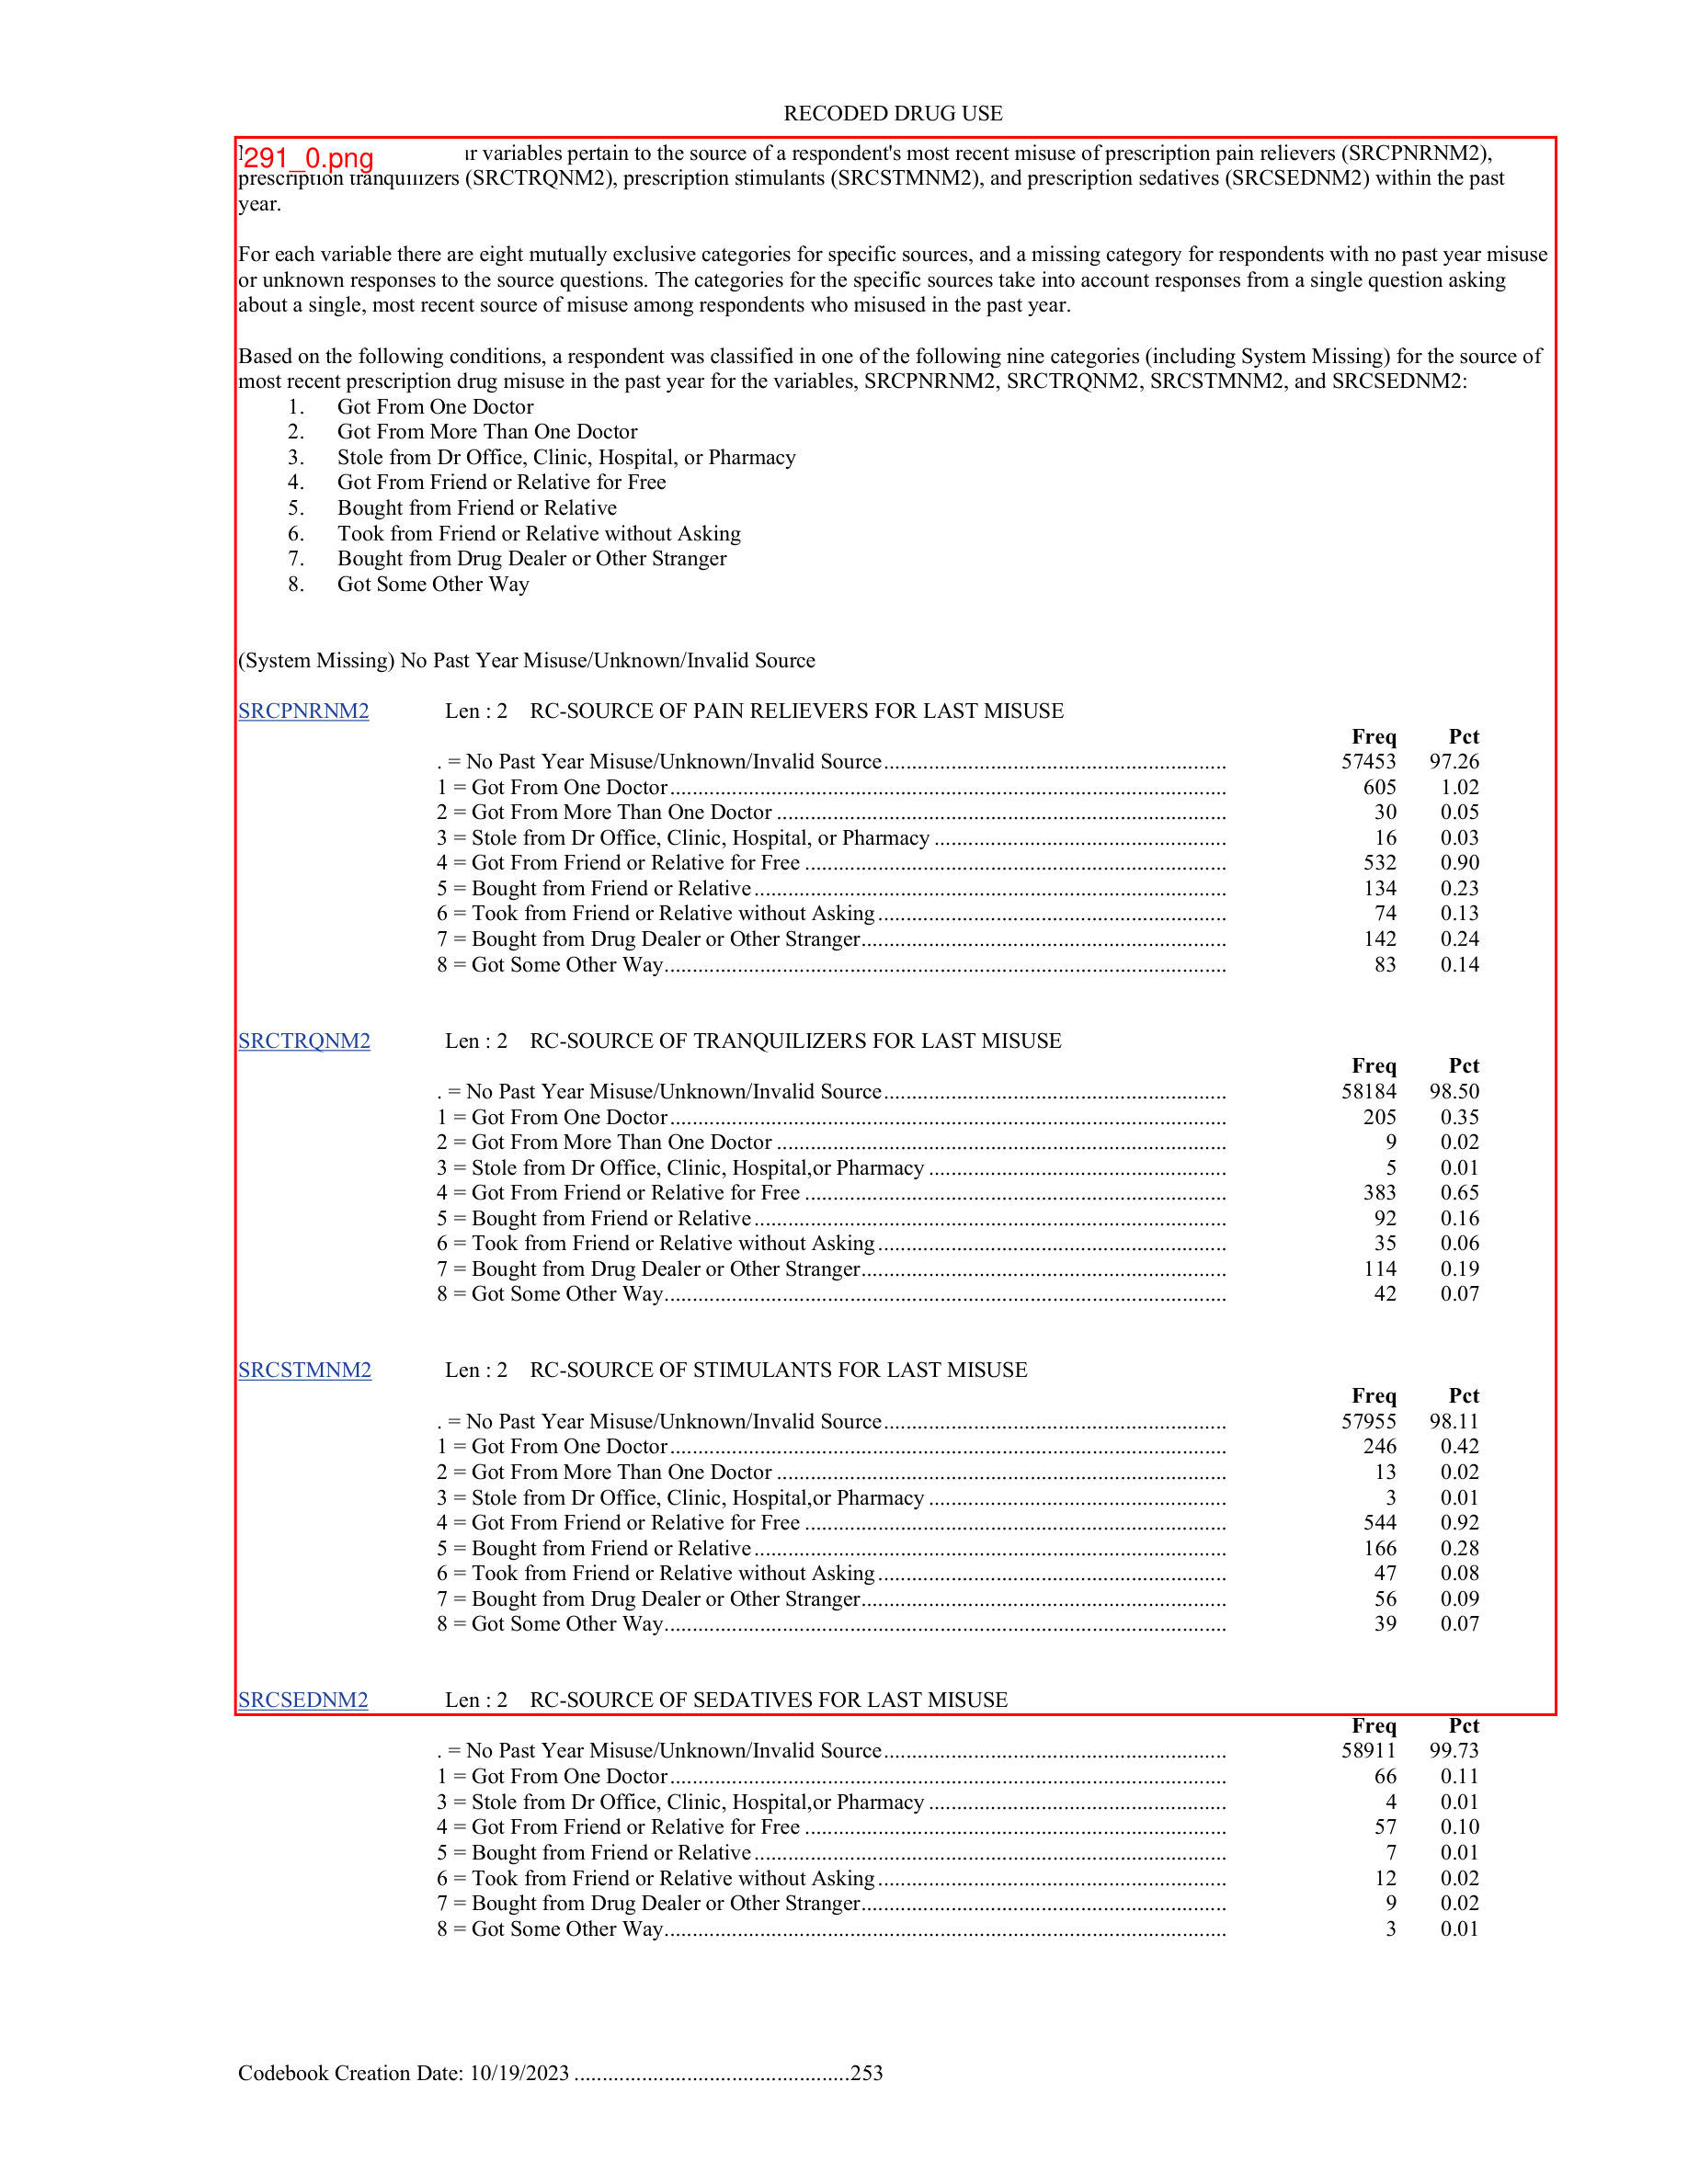 RECODED DRUG USE
291_0.png ur variables pertain to the source of a respondent's most recent misuse of prescription pain relievers (SRCPNRNM2),
prescription tranquilizers (SRCTRQNM2), prescription stimulants (SRCSTMNM2), and prescription sedatives (SRCSEDNM2) within the past
year.
For each variable there are eight mutually exclusive categories for specific sources, and a missing category for respondents with no past year misuse
or unknown responses to the source questions. The categories for the specific sources take into account responses from a single question asking
about a single, most recent source of misuse among respondents who misused in the past year.
Based on the following conditions, a respondent was classified in one of the following nine categories (including System Missing) for the source of
most recent prescription drug misuse in the past year for the variables, SRCPNRNM2, SRCTRQNM2, SRCSTMNM2, and SRCSEDNM2:
1. Got From One Doctor
2. Got From More Than One Doctor
3. Stole from Dr Office, Clinic, Hospital, or Pharmacy
4. Got From Friend or Relative for Free
5. Bought from Friend or Relative
6. Took from Friend or Relative without Asking
7. Bought from Drug Dealer or Other Stranger
8. Got Some Other Way
(System Missing) No Past Year Misuse/Unknown/Invalid Source
SRCPNRNM2 Len : 2 RC-SOURCE OF PAIN RELIEVERS FOR LAST MISUSE
Freq Pct
. = No Past Year Misuse/Unknown/Invalid Source............................................................. 57453 97.26
1 = Got From One Doctor................................................................................................... 605 1.02
2 = Got From More Than One Doctor ................................................................................ 30 0.05
3 = Stole from Dr Office, Clinic, Hospital, or Pharmacy .................................................... 16 0.03
4 = Got From Friend or Relative for Free ........................................................................... 532 0.90
5 = Bought from Friend or Relative.................................................................................... 134 0.23
6 = Took from Friend or Relative without Asking.............................................................. 74 0.13
7 = Bought from Drug Dealer or Other Stranger................................................................. 142 0.24
8 = Got Some Other Way.................................................................................................... 83 0.14
SRCTRQNM2 Len : 2 RC-SOURCE OF TRANQUILIZERS FOR LAST MISUSE
Freq Pct
. = No Past Year Misuse/Unknown/Invalid Source............................................................. 58184 98.50
1 = Got From One Doctor................................................................................................... 205 0.35
2 = Got From More Than One Doctor ................................................................................ 9 0.02
3 = Stole from Dr Office, Clinic, Hospital,or Pharmacy ..................................................... 5 0.01
4 = Got From Friend or Relative for Free ........................................................................... 383 0.65
5 = Bought from Friend or Relative.................................................................................... 92 0.16
6 = Took from Friend or Relative without Asking.............................................................. 35 0.06
7 = Bought from Drug Dealer or Other Stranger................................................................. 114 0.19
8 = Got Some Other Way.................................................................................................... 42 0.07
SRCSTMNM2 Len : 2 RC-SOURCE OF STIMULANTS FOR LAST MISUSE
Freq Pct
. = No Past Year Misuse/Unknown/Invalid Source............................................................. 57955 98.11
1 = Got From One Doctor................................................................................................... 246 0.42
2 = Got From More Than One Doctor ................................................................................ 13 0.02
3 = Stole from Dr Office, Clinic, Hospital,or Pharmacy ..................................................... 3 0.01
4 = Got From Friend or Relative for Free ........................................................................... 544 0.92
5 = Bought from Friend or Relative.................................................................................... 166 0.28
6 = Took from Friend or Relative without Asking.............................................................. 47 0.08
7 = Bought from Drug Dealer or Other Stranger................................................................. 56 0.09
8 = Got Some Other Way.................................................................................................... 39 0.07
SRCSEDNM2 Len : 2 RC-SOURCE OF SEDATIVES FOR LAST MISUSE
Freq Pct
. = No Past Year Misuse/Unknown/Invalid Source............................................................. 58911 99.73
1 = Got From One Doctor................................................................................................... 66 0.11
3 = Stole from Dr Office, Clinic, Hospital,or Pharmacy ..................................................... 4 0.01
4 = Got From Friend or Relative for Free ........................................................................... 57 0.10
5 = Bought from Friend or Relative.................................................................................... 7 0.01
6 = Took from Friend or Relative without Asking.............................................................. 12 0.02
7 = Bought from Drug Dealer or Other Stranger................................................................. 9 0.02
8 = Got Some Other Way.................................................................................................... 3 0.01
Codebook Creation Date: 10/19/2023 .................................................253